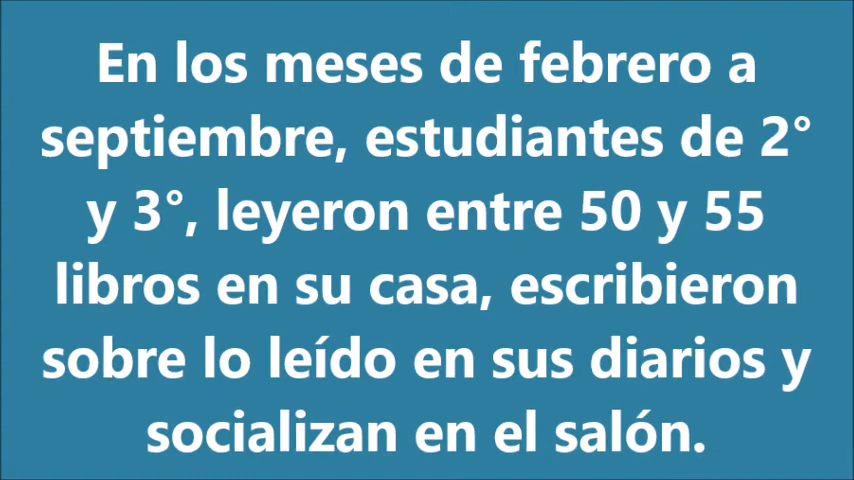 En los meses de febrero a
septiembre, estudiantes de 2°
y 3°, leyeron entre 50 y 55
libros en su casa, escribieron
sobre lo leído en sus diarios y
socializan en el salón.